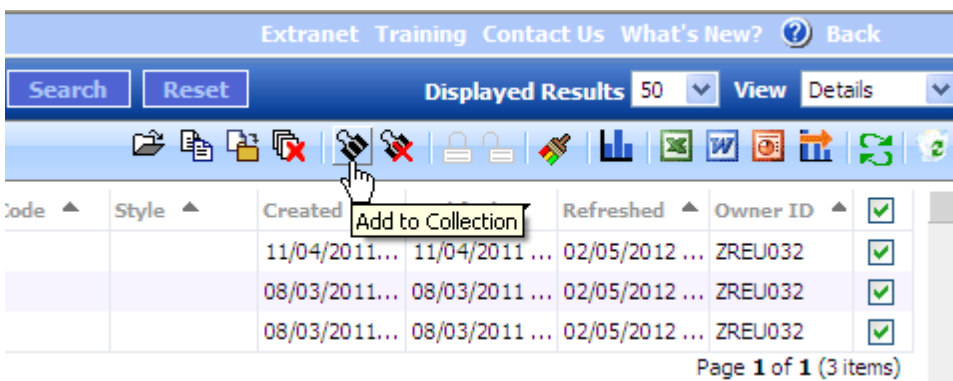 Extranet Training Contact Us What's New? ? Back
Search Reset Displayed Results 50 View Details
Style Created Refreshed Owner ID
Add to Collection
11/04/2011... 11/04/2011 ... 02/05/2012 ... ZREU032
08/03/2011... 08/03/2011 ... 02/05/2012 ... ZREU032
08/03/2011... 08/03/2011 ... 02/05/2012 ... ZREU032
Page 1 of 1 (3 items)